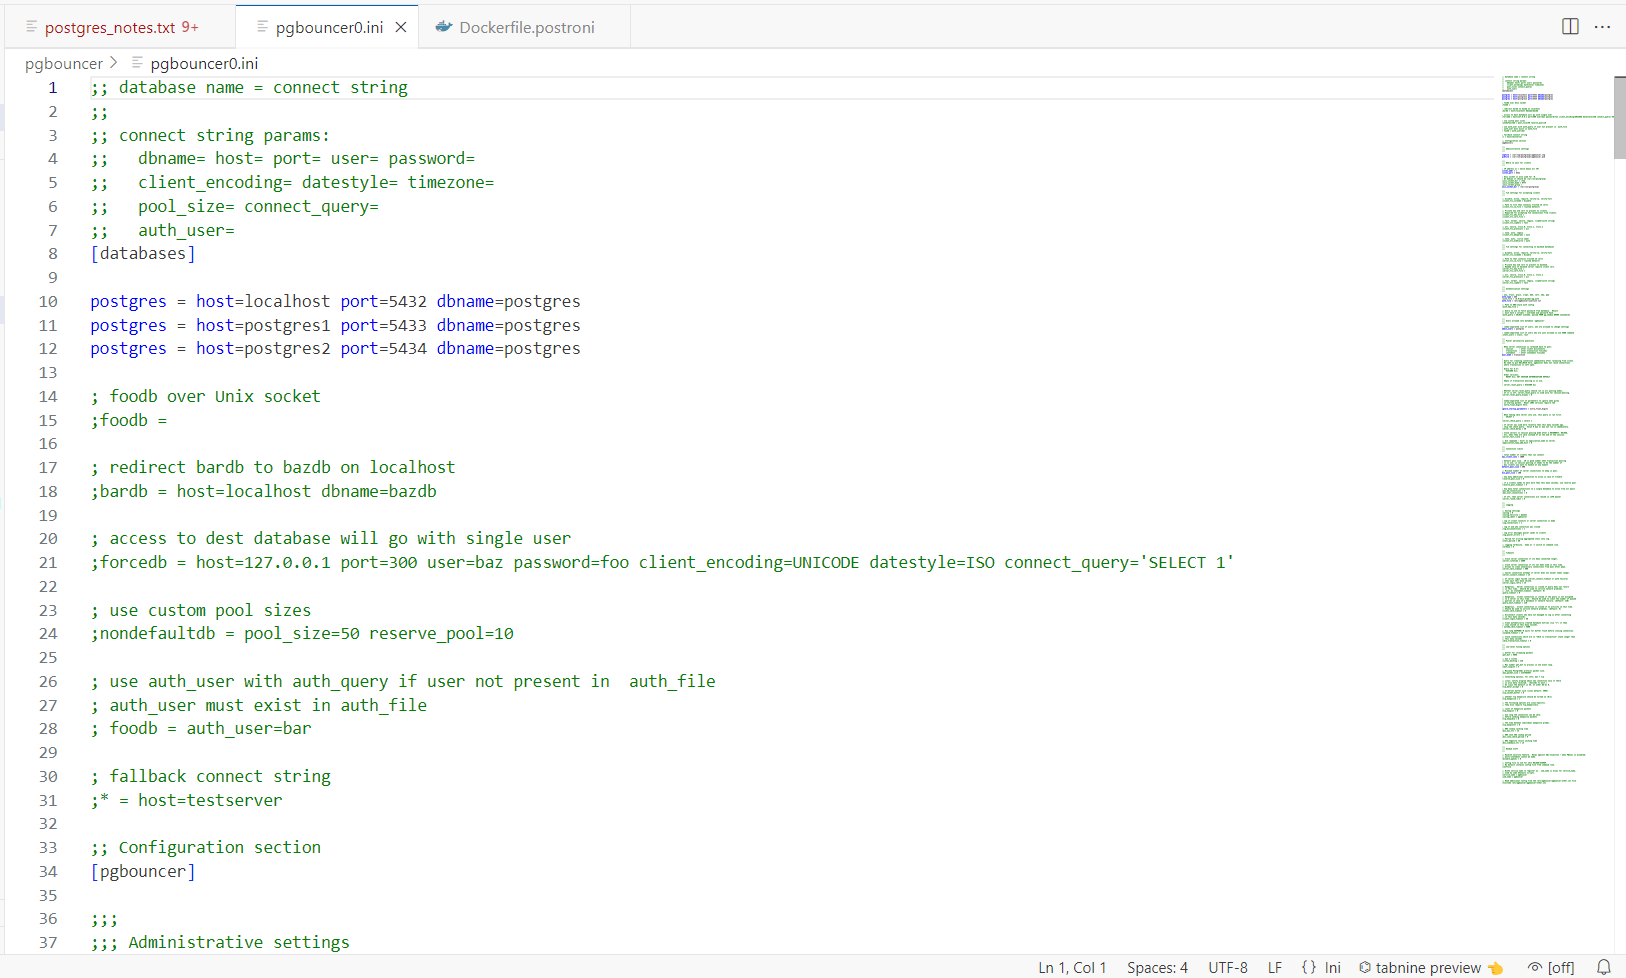 postgres_notes.txt 9+ pgbouncer0.ini Dockerfile.postroni
pgbouncer > pgbouncer0.ini
1 ;; database name = connect string
2 ;;
3 ;; connect string params:
4 ;;   dbname= host= port= user= password=
5 ;;   client_encoding= datestyle= timezone=
6 ;;   pool_size= connect_query=
7 ;;   auth_user=
8 [databases]
9
10 postgres = host=localhost port=5432 dbname=postgres
11 postgres = host=postgres1 port=5433 dbname=postgres
12 postgres = host=postgres2 port=5434 dbname=postgres
13
14 ; foodb over Unix socket
15 ;foodb =
16
17 ; redirect bardb to bazdb on localhost
18 ;bardb = host=localhost dbname=bazdb
19
20 ; access to dest database will go with single user
21 ;forcedb = host=127.0.0.1 port=300 user=baz password=foo client_encoding=UNICODE datestyle=ISO connect_query='SELECT 1'
22
23 ; use custom pool sizes
24 ;nondefaultdb = pool_size=50 reserve_pool=10
25
26 ; use auth_user with auth_query if user not present in  auth_file
27 ; auth_user must exist in auth_file
28 ; foodb = auth_user=bar
29
30 ; fallback connect string
31 ;* = host=testserver
32
33 ;; Configuration section
34 [pgbouncer]
35
36 ;;;
37 ;;; Administrative settings
Ln 1, Col 1 Spaces: 4 UTF-8 LF {} Ini tabnine preview [off]